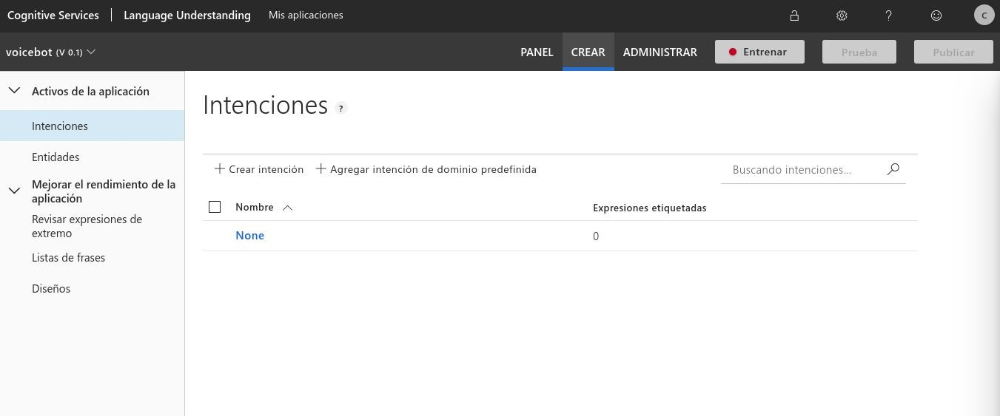 Cognitive Services | Language Understanding Mis aplicaciones ? C
voicebot (V 0.1) PANEL CREAR ADMINISTRAR Entrenar Prueba Publicar
Activos de la aplicación
Intenciones
Entidades
Mejorar el rendimiento de la
aplicación
Revisar expresiones de
extremo
Listas de frases
Diseños
Intenciones ?
+ Crear intención + Agregar intención de dominio predefinida Buscando intenciones...
Nombre Expresiones etiquetadas
None 0